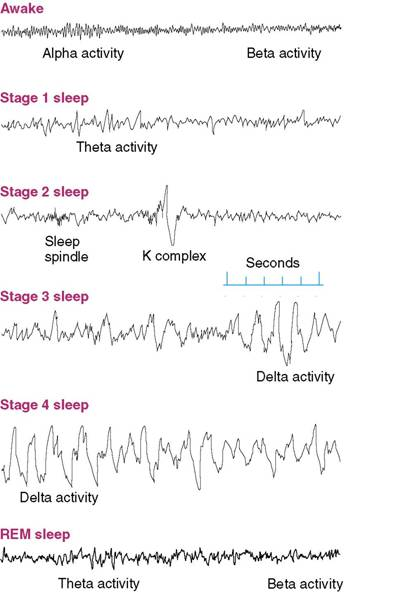 Awake
Alpha activity Beta activity
Stage 1 sleep
Theta activity
Stage 2 sleep
Sleep
spindle
K complex
Seconds
Stage 3 sleep
Delta activity
Stage 4 sleep
Delta activity
REM sleep
Theta activity Beta activity